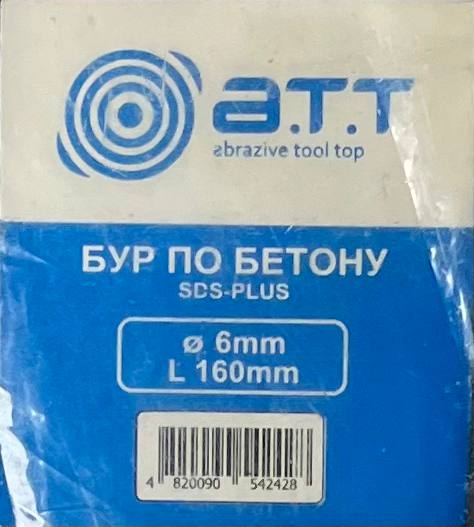 a.т.т
abrazive tool top
БУР ПО БЕТОНУ
SDS-PLUS
ø 6mm
L 160mm
4 820090 542428